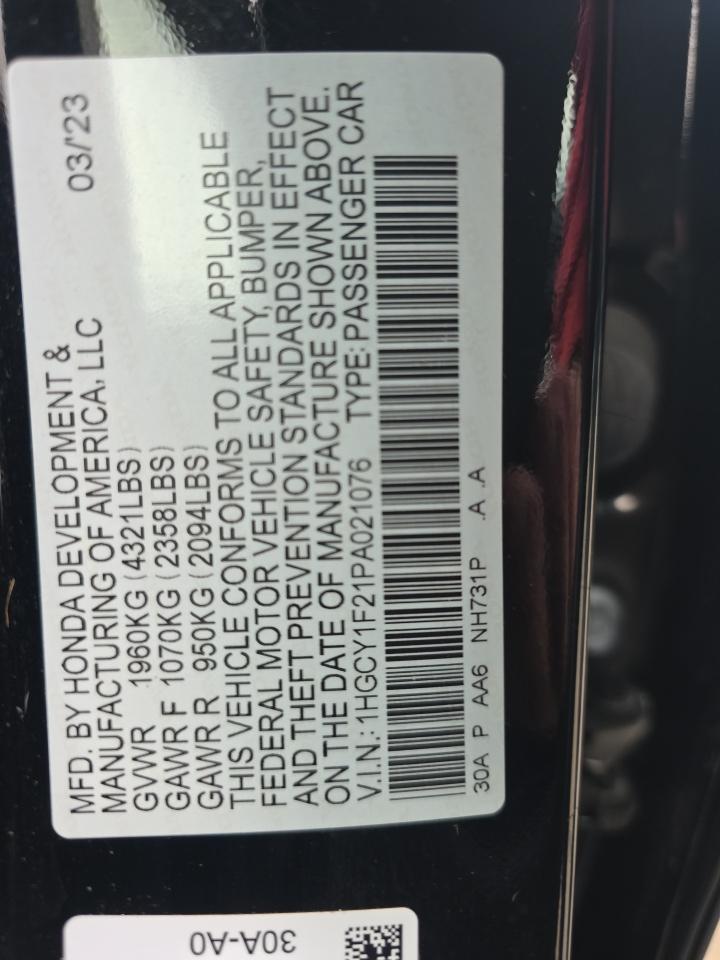 MFD. BY HONDA DEVELOPMENT & 03/'23
MANUFACTURING OF AMERICA, LLC
GVWR 1960KG (4321LBS)
GAWR F 1070KG (2358LBS)
GAWR R 950KG (2094LBS)
THIS VEHICLE CONFORMS TO ALL APPLICABLE
FEDERAL MOTOR VEHICLE SAFETY, BUMPER,
AND THEFT PREVENTION STANDARDS IN EFFECT
ON THE DATE OF MANUFACTURE SHOWN ABOVE.
V.I.N.: 1HGCY1F21PA021076 TYPE: PASSENGER CAR
30A P AA6 NH731P .A .A
30A-A0